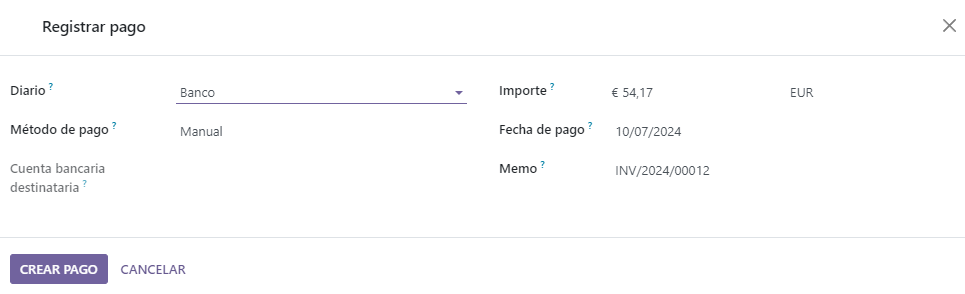 Registrar pago
Diario ?
Banco
Importe ?
€ 54,17
EUR
Método de pago ?
Manual
Fecha de pago ?
10/07/2024
Cuenta bancaria
destinataria ?
Memo ?
INV/2024/00012
CREAR PAGO
CANCELAR